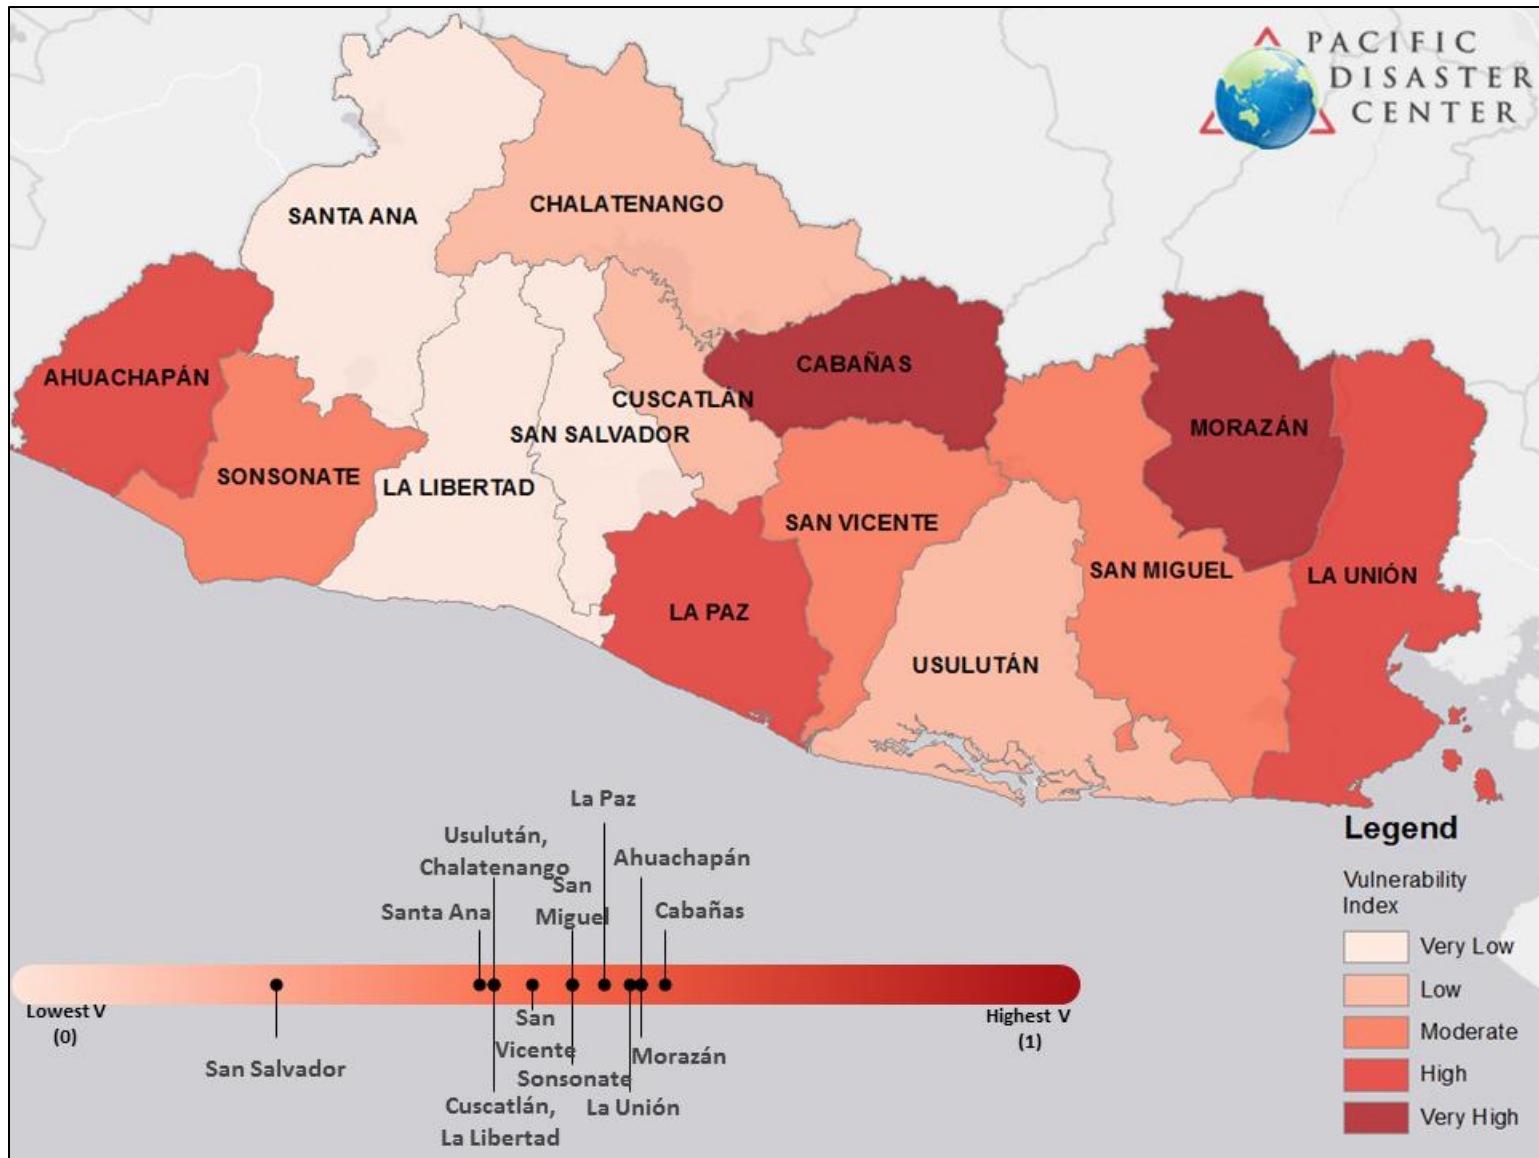 PACIFIC
DISASTER
CENTER
SANTA ANA
CHALATENANGO
AHUACHAPÁN
CABAÑAS
CUSCATLÁN
MORAZÁN
SAN SALVADOR
SONSONATE
LA LIBERTAD
SAN VICENTE
SAN MIGUEL
LA UNIÓN
LA PAZ
USULUTÁN
La Paz
Usulután,
Chalatenango
Ahuachapán
San
Miguel
Santa Ana
Cabañas
Lowest V
(0)
Highest V
(1)
San Salvador
San
Vicente
Sonsonate
Morazán
Cuscatlán,
La Libertad
La Unión
Legend
Vulnerability
Index
Very Low
Low
Moderate
High
Very High